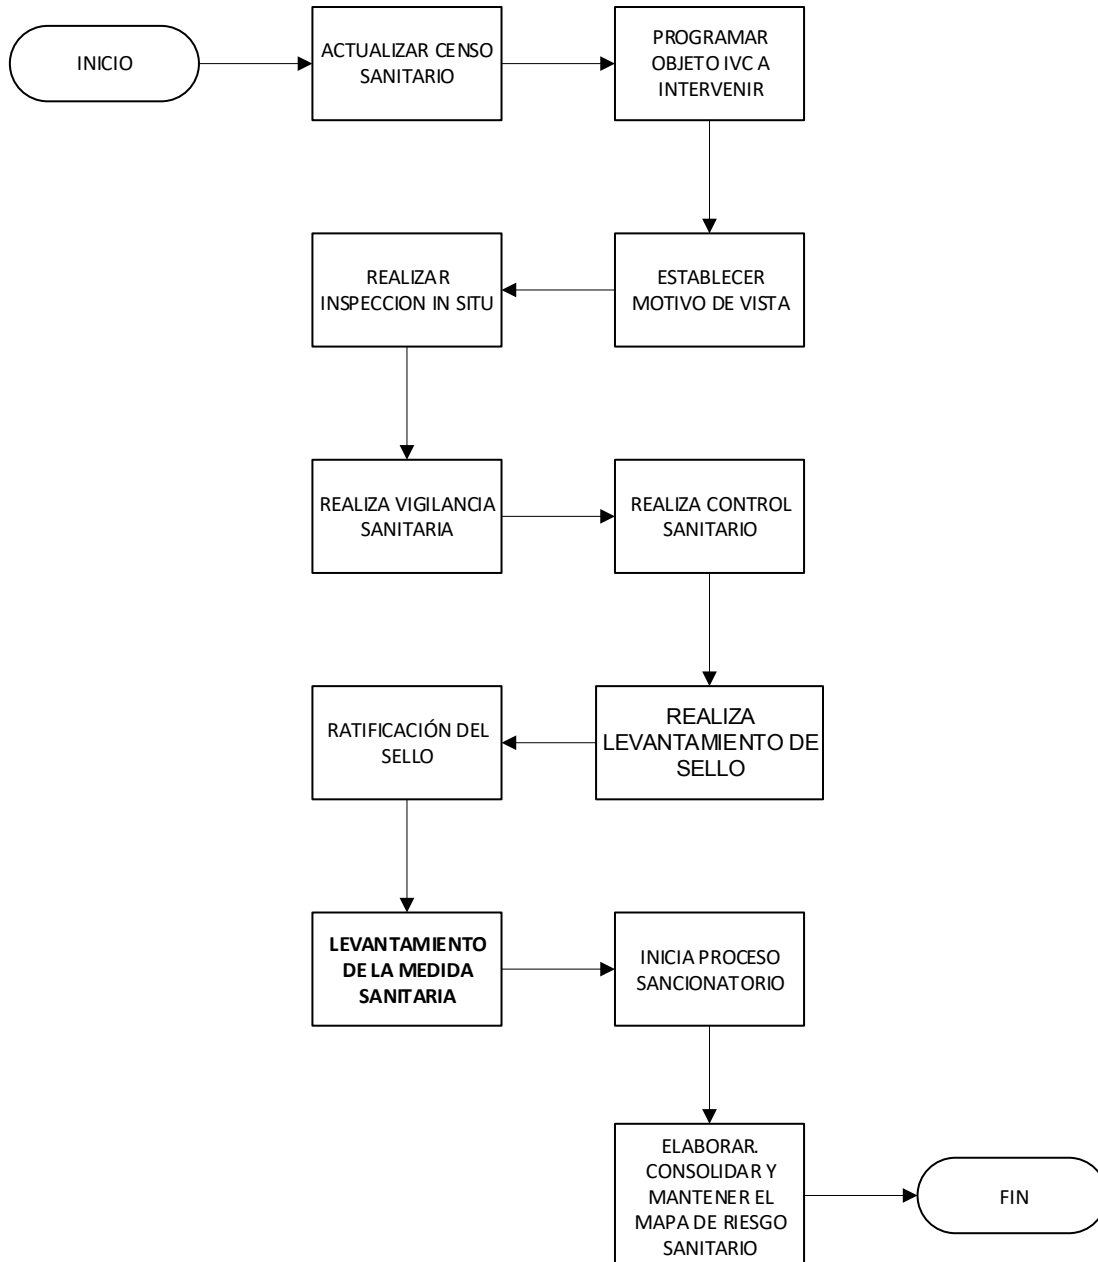 INICIO
ACTUALIZAR CENSO
SANITARIO
PROGRAMAR
OBJETO IVC A
INTERVENIR
ESTABLECER
MOTIVO DE VISTA
REALIZAR
INSPECCION IN SITU
REALIZA VIGILANCIA
SANITARIA
REALIZA CONTROL
SANITARIO
REALIZA
LEVANTAMIENTO DE
SELLO
RATIFICACIÓN DEL
SELLO
LEVANTAMIENTO
DE LA MEDIDA
SANITARIA
INICIA PROCESO
SANCIONATORIO
ELABORAR.
CONSOLIDAR Y
MANTENER EL
MAPA DE RIESGO
SANITARIO
FIN